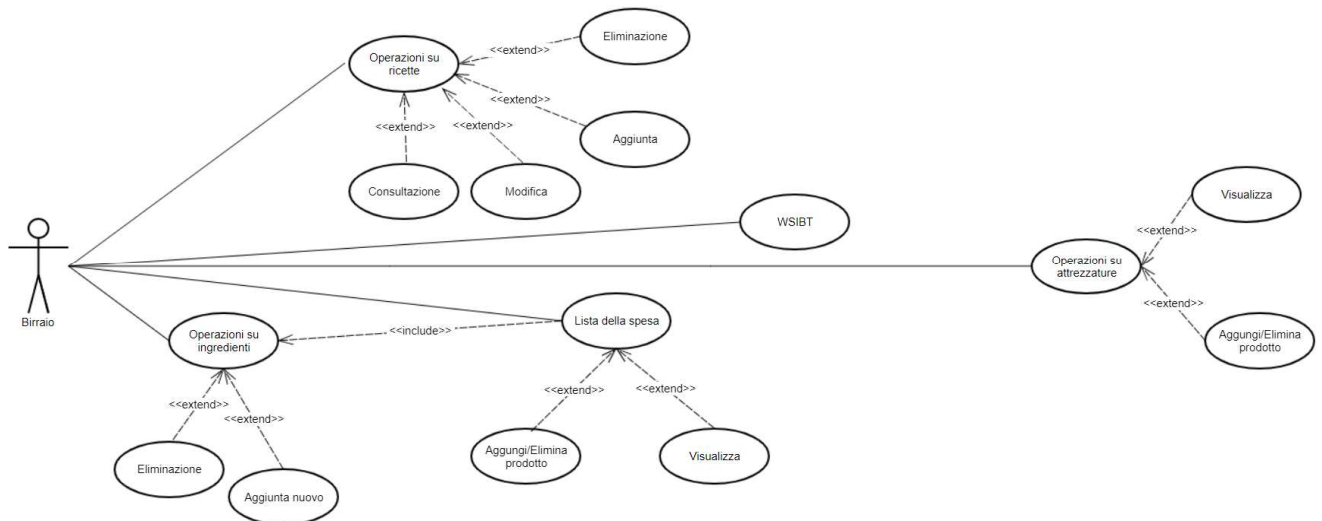 Eliminazione
Operazioni su
ricette
<<extend>>
<<extend>>
<<extend>>
<<extend>>
Aggiunta
Consultazione
Modifica
Visualizza
WSIBT
<<extend>>
Operazioni su
attrezzature
<<extend>>
Birraio
Operazioni su
ingredienti
<<include>>
Lista della spesa
Aggungi/Elimina
prodotto
<<extend>>
<<extend>>
<<extend>>
<<extend>>
Eliminazione
Aggiunta nuovo
Aggungi/Elimina
prodotto
Visualizza